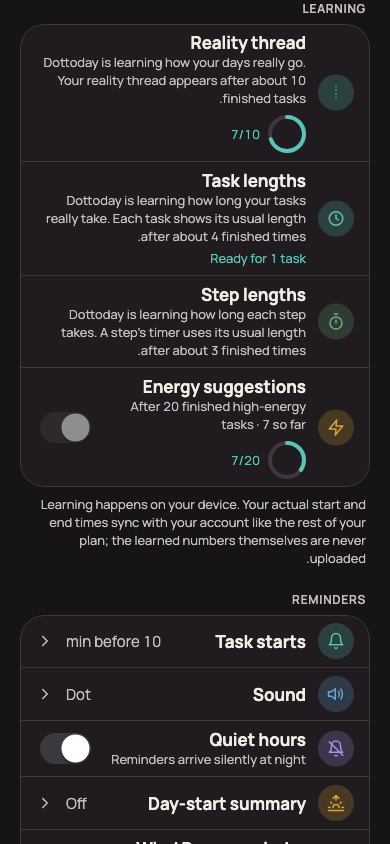 LEARNING
Reality thread
Dottoday is learning how your days really go.
Your reality thread appears after about 10
.finished tasks
7/10
Task lengths
Dottoday is learning how long your tasks
really take. Each task shows its usual length
.after about 4 finished times
Ready for 1 task
Step lengths
Dottoday is learning how long each step
takes. A step's timer uses its usual length
.after about 3 finished times
Energy suggestions
After 20 finished high-energy
tasks · 7 so far
7/20
Learning happens on your device. Your actual start and
end times sync with your account like the rest of your
plan; the learned numbers themselves are never
.uploaded
REMINDERS
Task starts
min before 10
Sound
Dot
Quiet hours
Reminders arrive silently at night
Day-start summary
Off